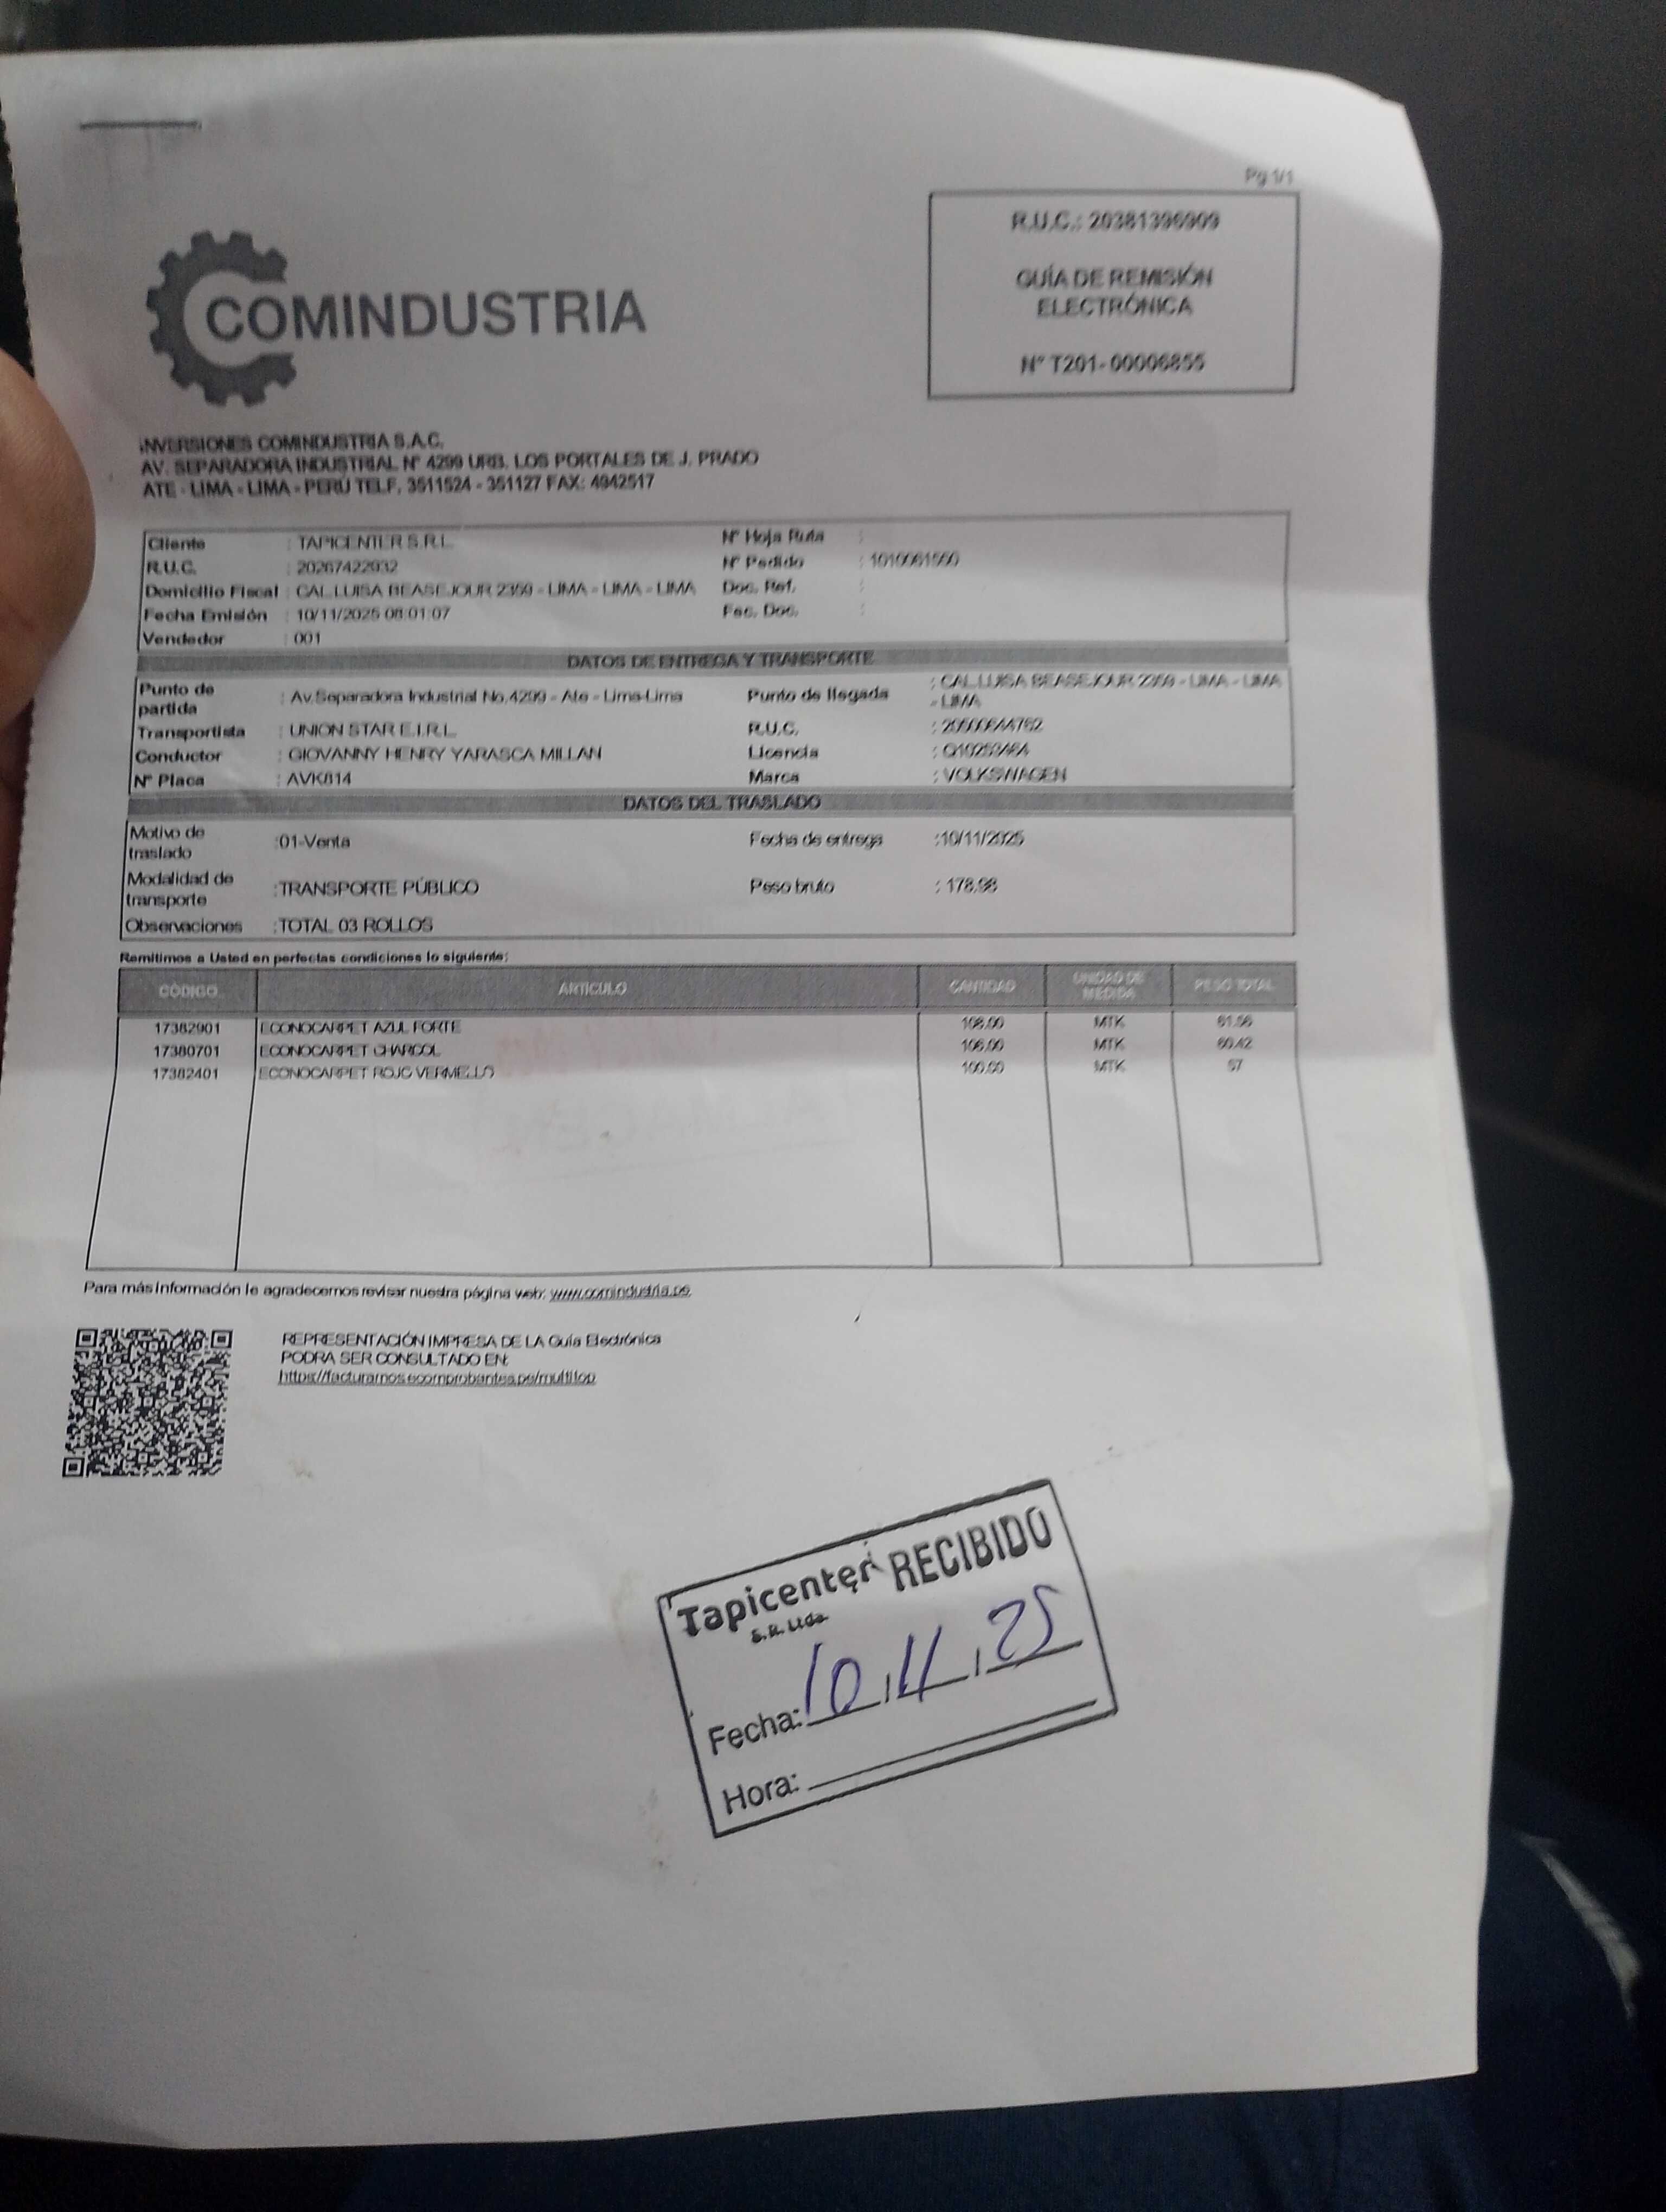 Pg 1/1
R.U.C.: 20381396909
GUÍA DE REMISIÓN
ELECTRÓNICA
N° T201- 00006855
COMINDUSTRIA
INVERSIONES COMINDUSTRIA S.A.C.
AV. SEPARADORA INDUSTRIAL N° 4299 URB. LOS PORTALES DE J. PRADO
ATE - LIMA - LIMA - PERÚ TELF. 3511524 - 351127 FAX: 4942517
Cliente : TAPICENTER S.R.L. N° Hoja Ruta :
R.U.C. : 20267422932 N° Pedido :
Domicilio Fiscal : CAL.LUISA BEASEJOUR 2359 - LIMA - LIMA - LIMA Doc. Ref. :
Fecha Emisión : 10/11/2025 08:01:07 Fec. Doc. :
Vendedor : 001
DATOS DE ENTREGA Y TRANSPORTE
Punto de partida : Av.Separadora Industrial No.4299 - Ate - Lima-Lima Punto de llegada : CAL.LUISA BEASEJOUR 2359 - LIMA - LIMA
- LIMA
Transportista : UNION STAR E.I.R.L. R.U.C. :
Conductor : GIOVANNY HENRY YARASCA MILLAN Licencia :
N° Placa : AVK814 Marca : VOLKSWAGEN
DATOS DEL TRASLADO
Motivo de traslado :01-Venta Fecha de entrega :10/11/2025
Modalidad de transporte :TRANSPORTE PÚBLICO Peso bruto : 178.98
Observaciones :TOTAL 03 ROLLOS
Remitimos a Usted en perfectas condiciones lo siguiente:
CÓDIGO ARTICULO CANTIDAD UNIDAD DE MEDIDA PESO TOTAL
17382901 ECONOCARPET AZUL FORTE 108.00 MTK 61.56
17380701 ECONOCARPET CHARCOL 106.00 MTK 60.42
17382401 ECONOCARPET ROJO VERMELLO 100.00 MTK 57
Para más Información le agradecemos revisar nuestra página web: www.comindustria.pe
REPRESENTACIÓN IMPRESA DE LA Guía Electrónica
PODRA SER CONSULTADO EN:
https://facturamos.ecomprobantes.pe/multitop
Tapicenter RECIBIDO
S.R. Ltda
Fecha: 10/11/25
Hora: